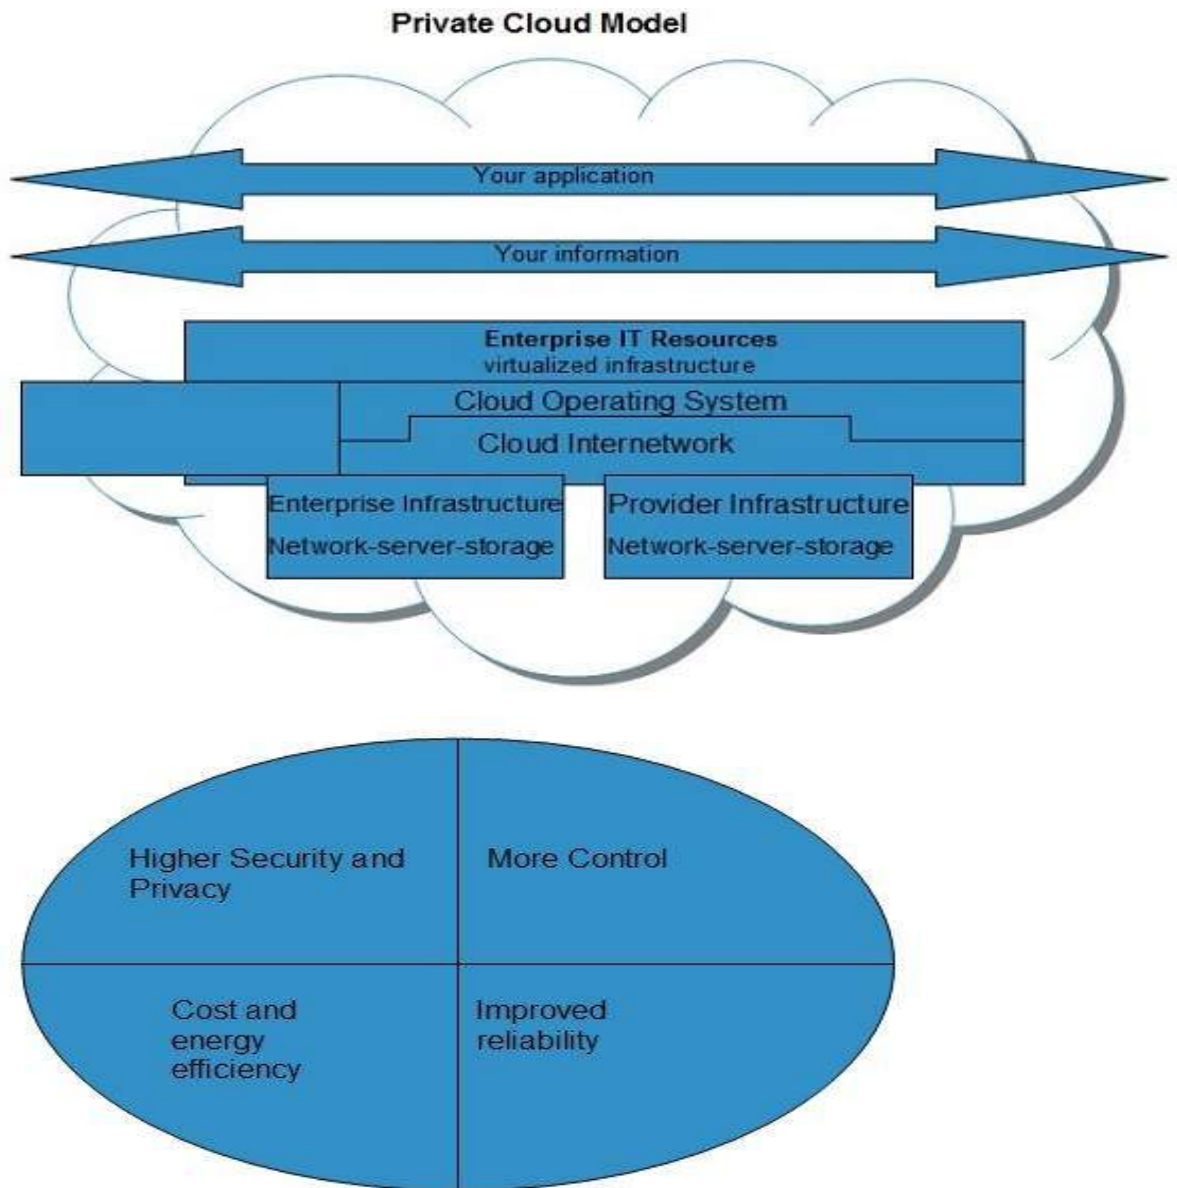 Private Cloud Model
Your application
Your information
Enterprise IT Resources
virtualized infrastructure
Cloud Operating System
Cloud Internetwork
Enterprise Infrastructure
Network-server-storage
Provider Infrastructure
Network-server-storage
Higher Security and
Privacy
More Control
Cost and
energy
efficiency
Improved
reliability